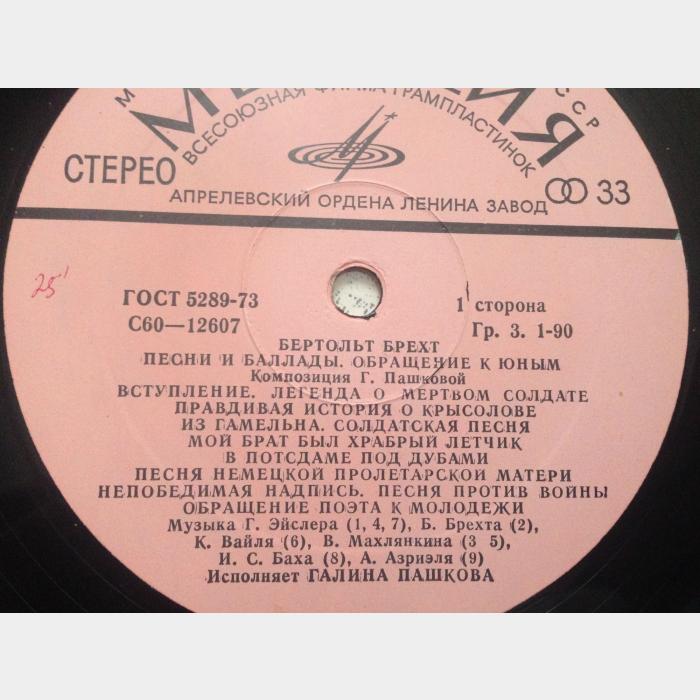 ВСЕСОЮЗНАЯ ФИРМА ГРАМПЛАСТИНОК
СТЕРЕО
33
АПРЕЛЕВСКИЙ ОРДЕНА ЛЕНИНА ЗАВОД
25
ГОСТ 5289-73
1 сторона
С60—12607
Гр. 3. 1-90
БЕРТОЛЬТ БРЕХТ
ПЕСНИ И БАЛЛАДЫ. ОБРАЩЕНИЕ К ЮНЫМ
Композиция Г. Пашковой
ВСТУПЛЕНИЕ. ЛЕГЕНДА О МЕРТВОМ СОЛДАТЕ
ПРАВДИВАЯ ИСТОРИЯ О КРЫСОЛОВЕ
ИЗ ГАМЕЛЬНА. СОЛДАТСКАЯ ПЕСНЯ
МОЙ БРАТ БЫЛ ХРАБРЫЙ ЛЕТЧИК
В ПОТСДАМЕ ПОД ДУБАМИ
ПЕСНЯ НЕМЕЦКОЙ ПРОЛЕТАРСКОЙ МАТЕРИ
НЕПОБЕДИМАЯ НАДПИСЬ. ПЕСНЯ ПРОТИВ ВОЙНЫ
ОБРАЩЕНИЕ ПОЭТА К МОЛОДЕЖИ
Музыка Г. Эйслера (1, 4, 7), Б. Брехта (2),
К. Вайля (6), В. Махлянкина (3 5),
И. С. Баха (8), А. Азриэля (9)
Исполняет ГАЛИНА ПАШКОВА